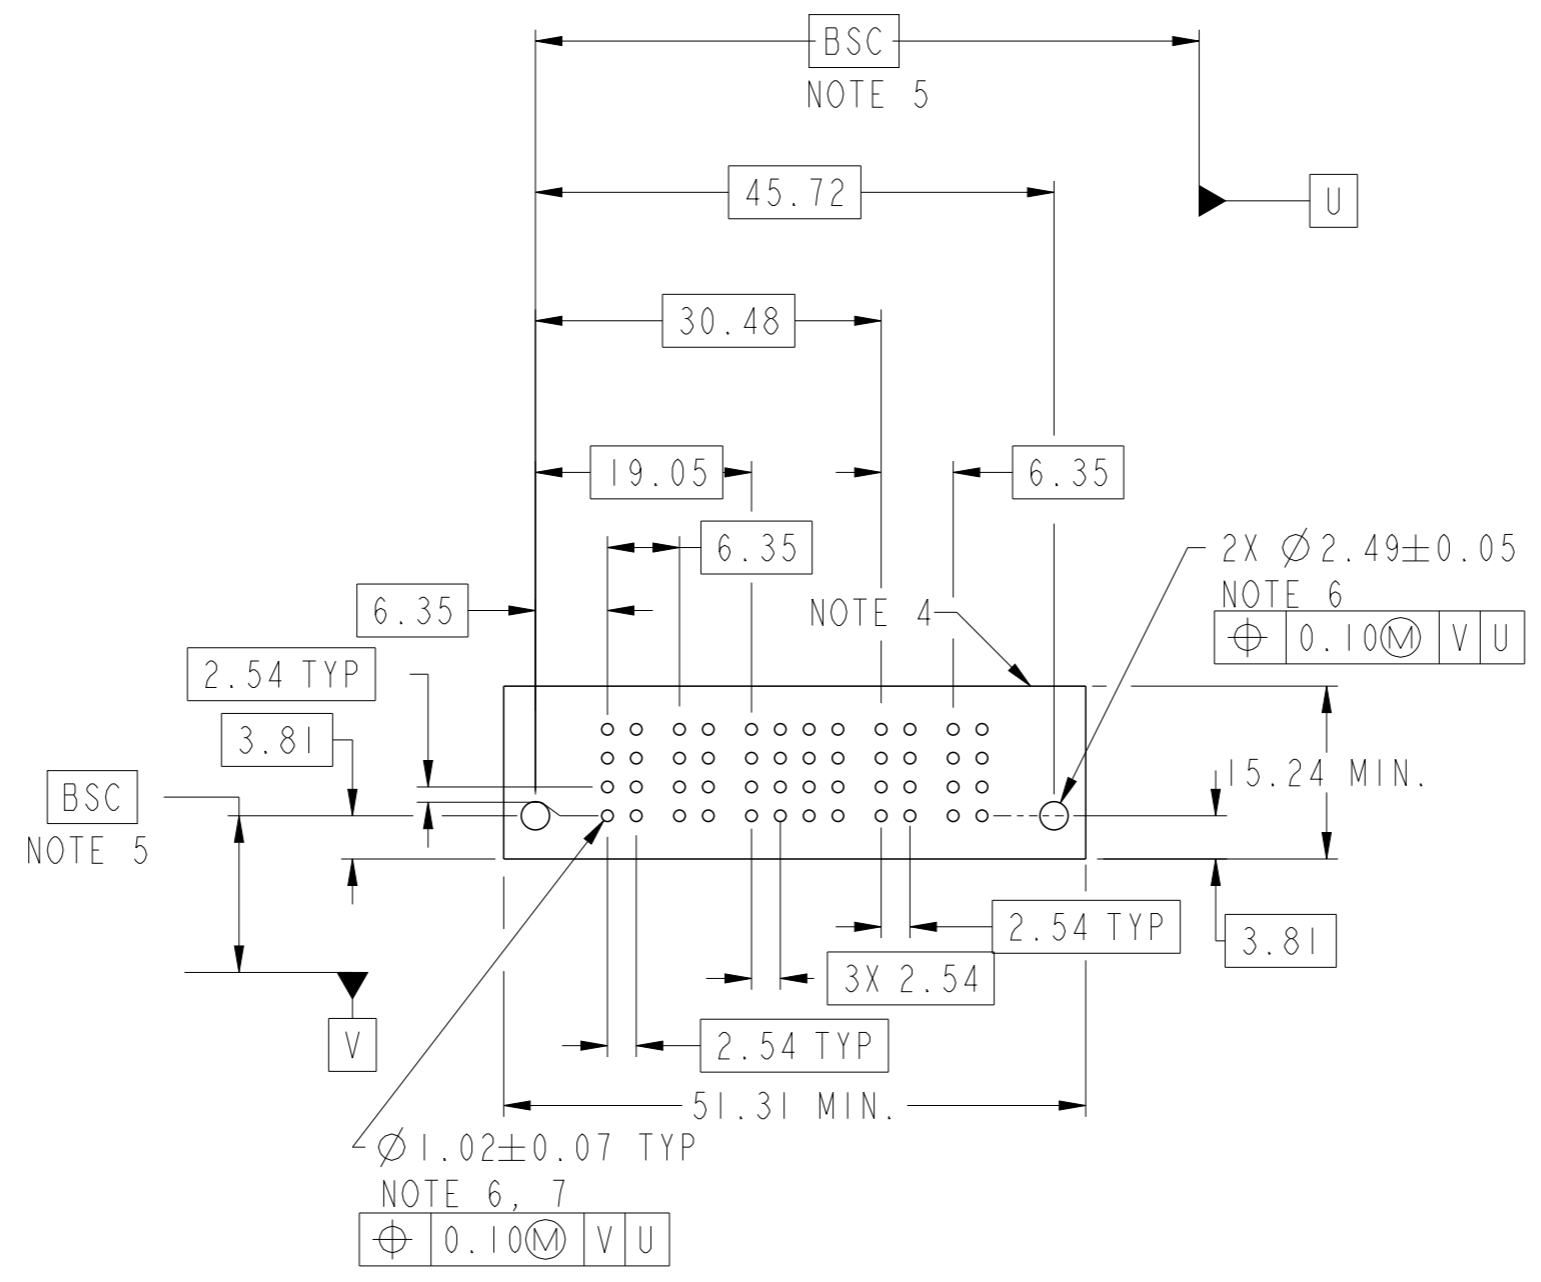 BSC
NOTE 5
45.72
U
30.48
19.05
6.35
6.35
2X ∅2.49±0.05
NOTE 6
⌖ 0.10Ⓜ V U
6.35
NOTE 4
2.54 TYP
3.81
BSC
NOTE 5
15.24 MIN.
2.54 TYP
3.81
3X 2.54
V
2.54 TYP
51.31 MIN.
∅1.02±0.07 TYP
NOTE 6, 7
⌖ 0.10Ⓜ V U